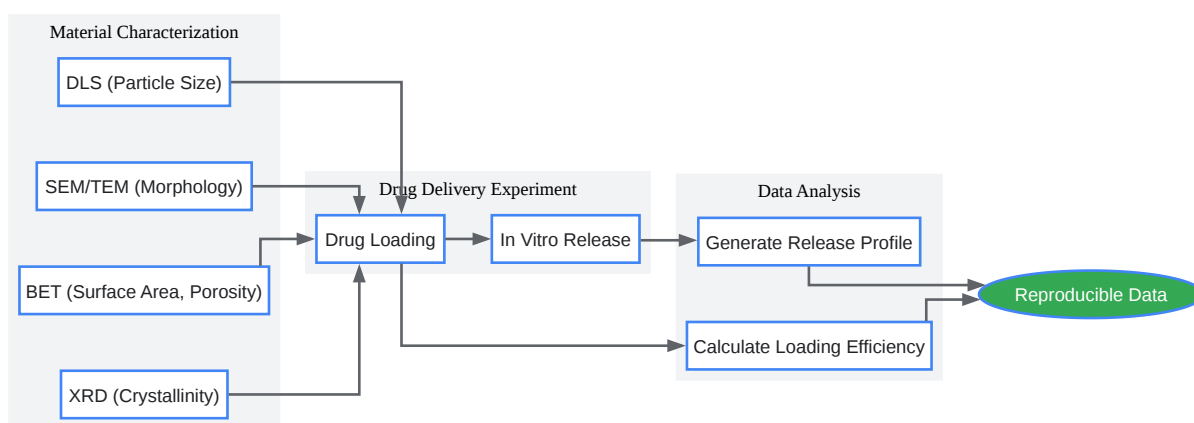 Material Characterization
DLS (Particle Size)
SEM/TEM (Morphology)
BET (Surface Area, Porosity)
XRD (Crystallinity)
Drug Delivery Experiment
Drug Loading
In Vitro Release
Data Analysis
Generate Release Profile
Calculate Loading Efficiency
Reproducible Data